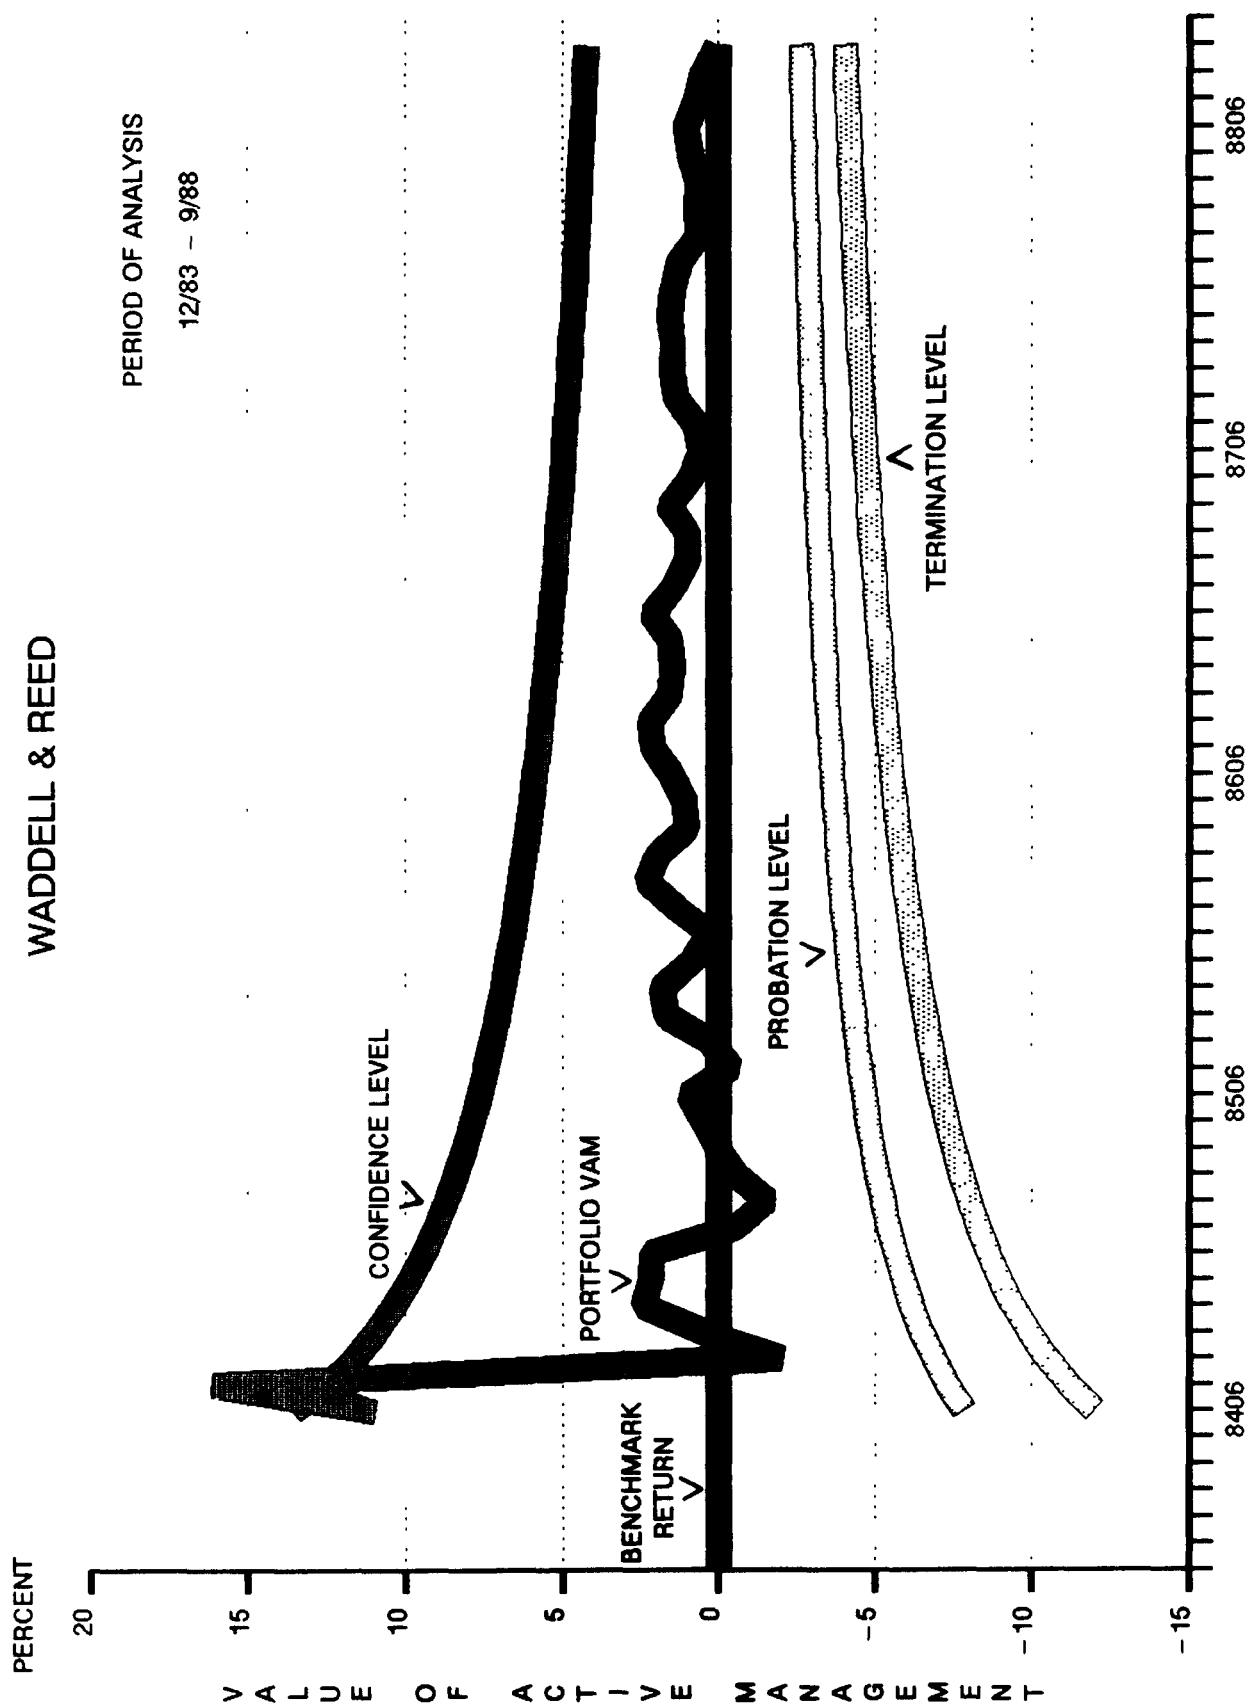 WADDELL & REED
PERCENT
PERIOD OF ANALYSIS
12/83 – 9/88
20
15
10
5
0
-5
-10
-15
VALUE OF ACTIVE MANAGEMENT
CONFIDENCE LEVEL
PORTFOLIO VAM
BENCHMARK
RETURN
PROBATION LEVEL
TERMINATION LEVEL
8406
8506
8606
8706
8806